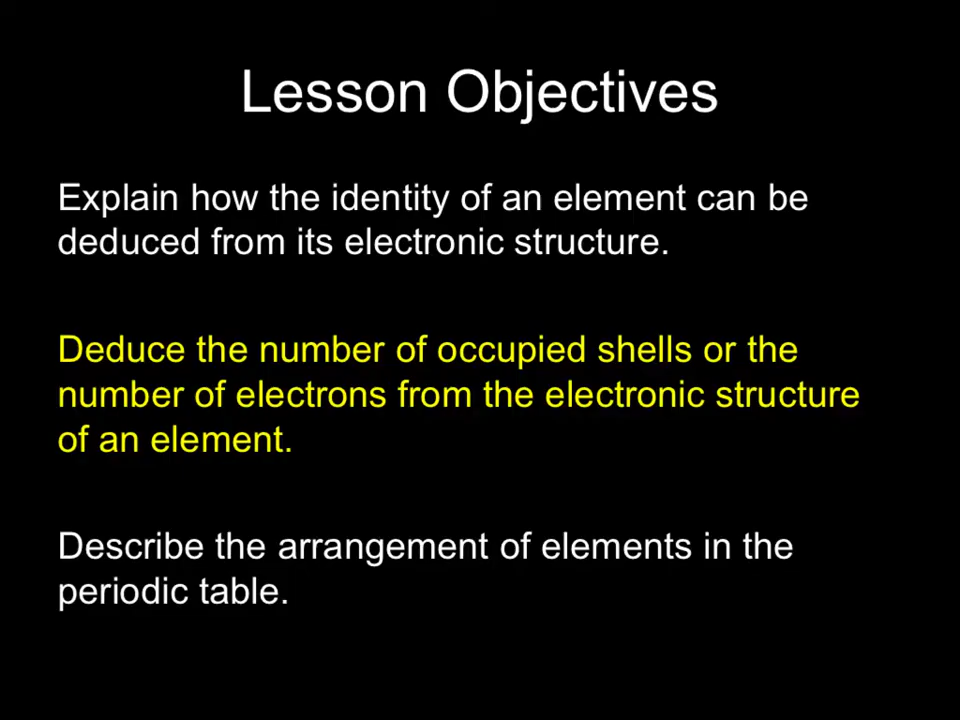 Lesson Objectives
Explain how the identity of an element can be
deduced from its electronic structure.
Deduce the number of occupied shells or the
number of electrons from the electronic structure
of an element.
Describe the arrangement of elements in the
periodic table.